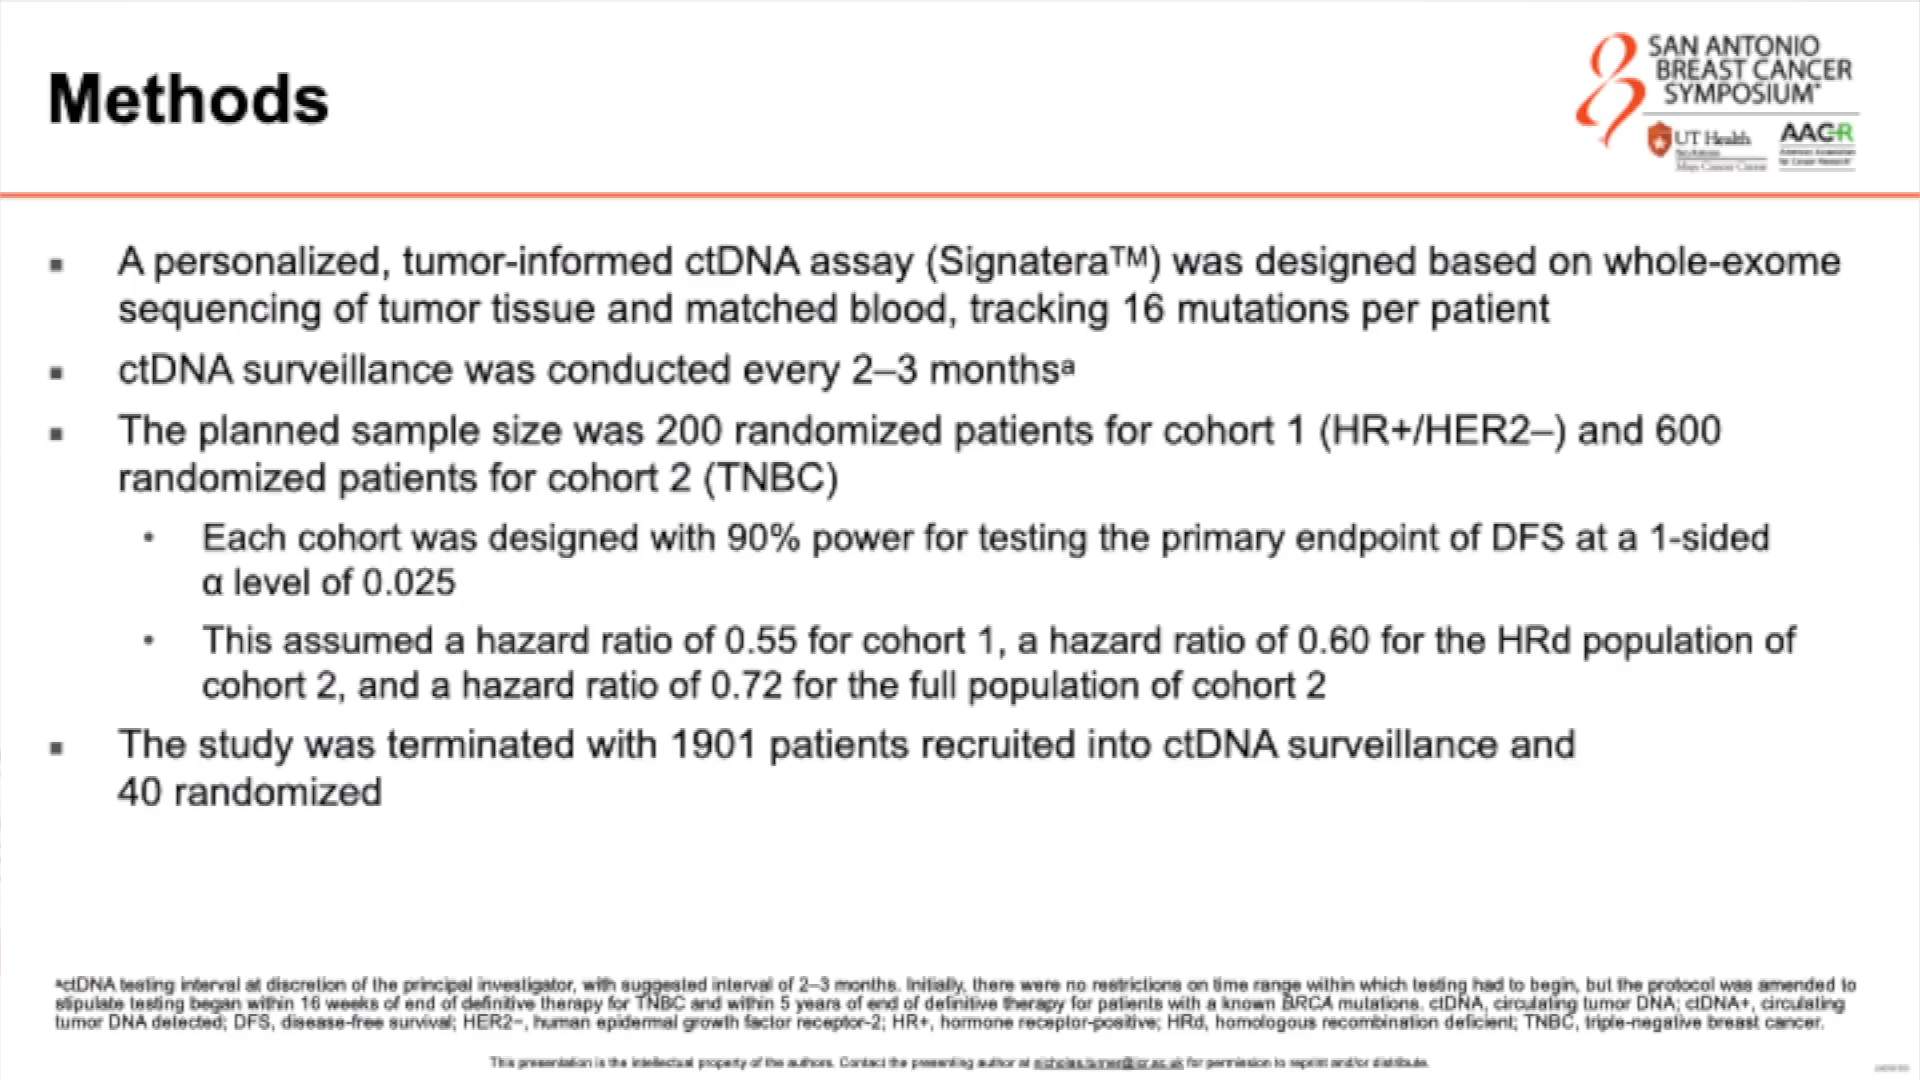 Methods
SAN ANTONIO
BREAST CANCER
SYMPOSIUM
UT Health
AACR
▪ A personalized, tumor-informed ctDNA assay (Signatera™) was designed based on whole-exome
sequencing of tumor tissue and matched blood, tracking 16 mutations per patient
▪ ctDNA surveillance was conducted every 2–3 monthsᵃ
▪ The planned sample size was 200 randomized patients for cohort 1 (HR+/HER2–) and 600
randomized patients for cohort 2 (TNBC)
• Each cohort was designed with 90% power for testing the primary endpoint of DFS at a 1-sided
α level of 0.025
• This assumed a hazard ratio of 0.55 for cohort 1, a hazard ratio of 0.60 for the HRd population of
cohort 2, and a hazard ratio of 0.72 for the full population of cohort 2
▪ The study was terminated with 1901 patients recruited into ctDNA surveillance and
40 randomized
ᵃctDNA testing interval at discretion of the principal investigator, with suggested interval of 2–3 months. Initially, there were no restrictions on time range within which testing had to begin, but the protocol was amended to
stipulate testing began within 16 weeks of end of definitive therapy for TNBC and within 5 years of end of definitive therapy for patients with a known BRCA mutations. ctDNA, circulating tumor DNA; ctDNA+, circulating
tumor DNA detected; DFS, disease-free survival; HER2−, human epidermal growth factor receptor-2; HR+, hormone receptor-positive; HRd, homologous recombination deficient; TNBC, triple-negative breast cancer.
This presentation is the intellectual property of the authors. Contact the presenting author at nicholas.turner@icr.ac.uk for permission to reprint and/or distribute.